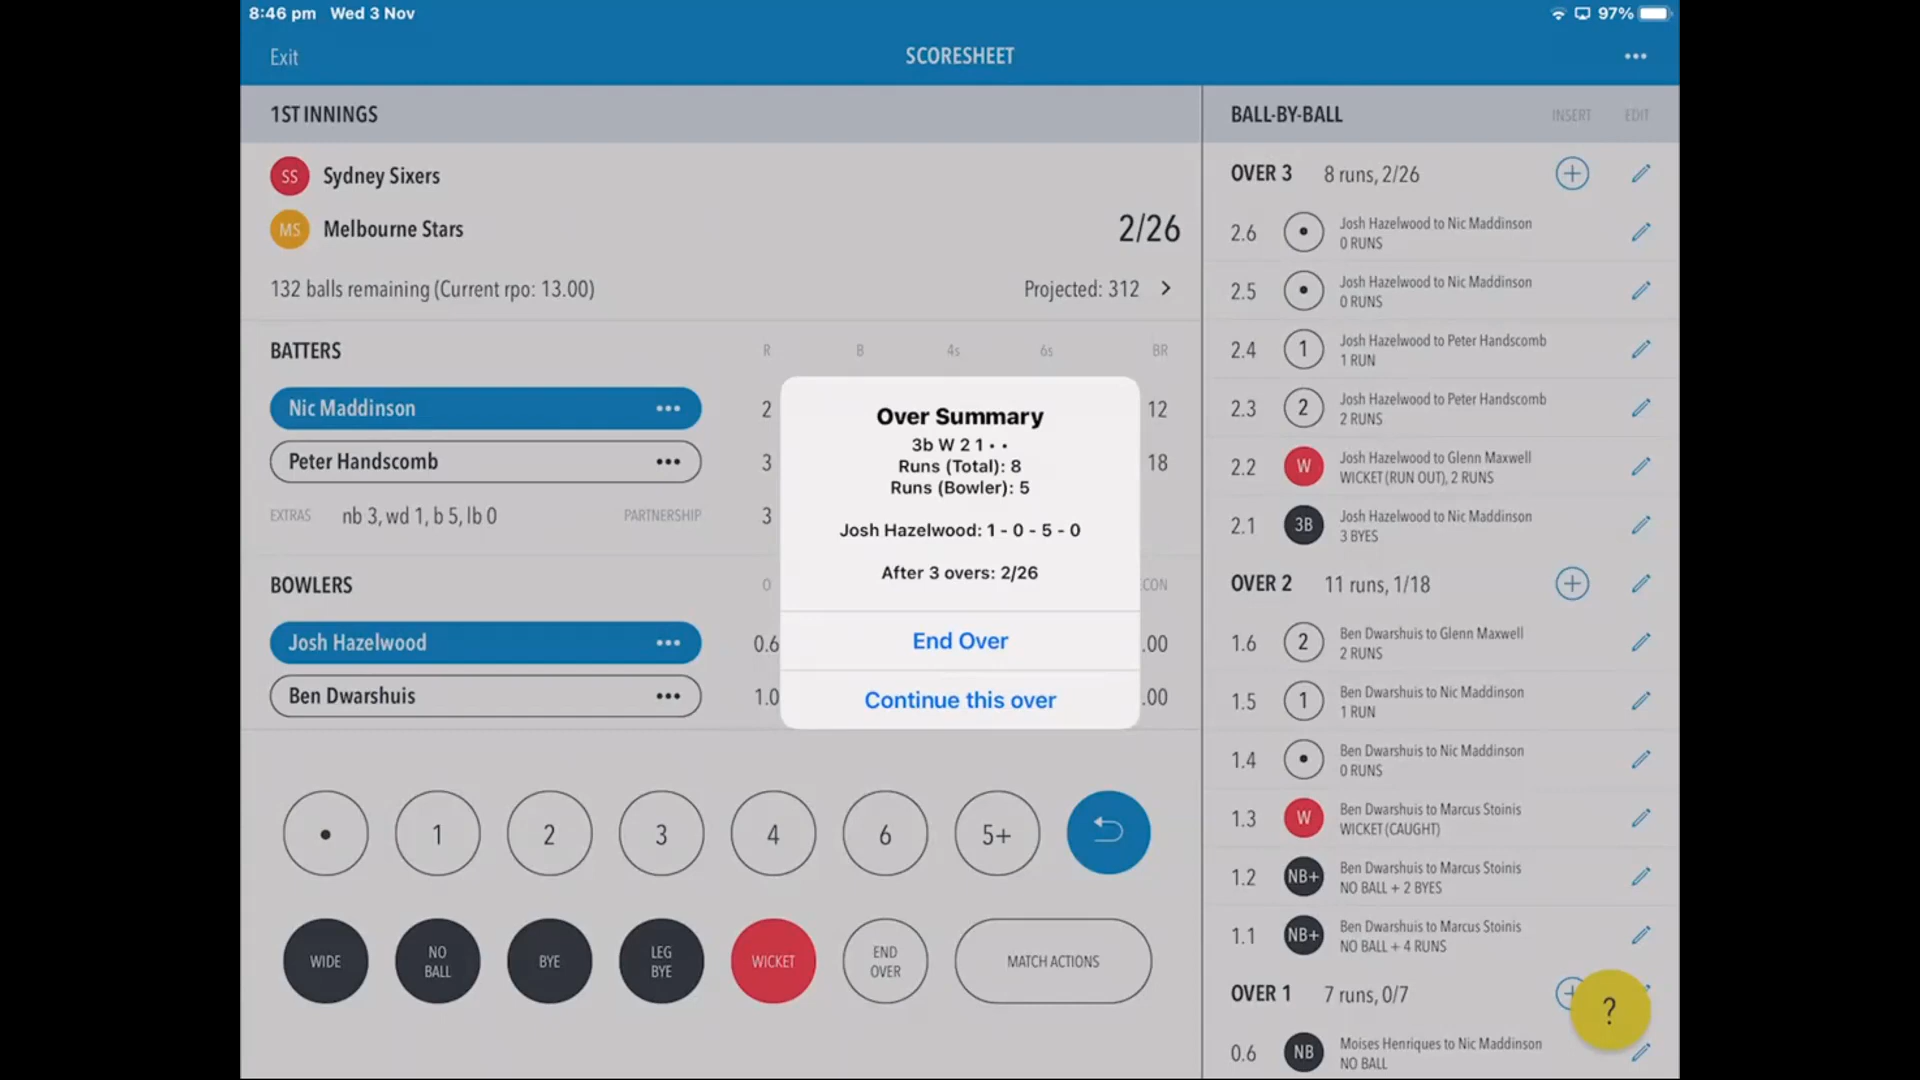 8:46 pm Wed 3 Nov
97%
Exit
SCORESHEET
•••
1ST INNINGS
SS Sydney Sixers
MS Melbourne Stars
2/26
132 balls remaining (Current rpo: 13.00)
Projected: 312 >
BATTERS R B 4s 6s BR
Nic Maddinson ••• 2 12
Peter Handscomb ••• 3 18
EXTRAS nb 3, wd 1, b 5, lb 0 PARTNERSHIP 3
BOWLERS O CON
Josh Hazelwood ••• 0.6 .00
Ben Dwarshuis ••• 1.0 .00
Over Summary
3b W 2 1 • •
Runs (Total): 8
Runs (Bowler): 5
Josh Hazelwood: 1 - 0 - 5 - 0
After 3 overs: 2/26
End Over
Continue this over
• 1 2 3 4 6 5+
WIDE
NO
BALL
BYE
LEG
BYE
WICKET
END
OVER
MATCH ACTIONS
BALL-BY-BALL INSERT EDIT
OVER 3 8 runs, 2/26
2.6 • Josh Hazelwood to Nic Maddinson
0 RUNS
2.5 • Josh Hazelwood to Nic Maddinson
0 RUNS
2.4 1 Josh Hazelwood to Peter Handscomb
1 RUN
2.3 2 Josh Hazelwood to Peter Handscomb
2 RUNS
2.2 W Josh Hazelwood to Glenn Maxwell
WICKET (RUN OUT), 2 RUNS
2.1 3B Josh Hazelwood to Nic Maddinson
3 BYES
OVER 2 11 runs, 1/18
1.6 2 Ben Dwarshuis to Glenn Maxwell
2 RUNS
1.5 1 Ben Dwarshuis to Nic Maddinson
1 RUN
1.4 • Ben Dwarshuis to Nic Maddinson
0 RUNS
1.3 W Ben Dwarshuis to Marcus Stoinis
WICKET (CAUGHT)
1.2 NB+ Ben Dwarshuis to Marcus Stoinis
NO BALL + 2 BYES
1.1 NB+ Ben Dwarshuis to Marcus Stoinis
NO BALL + 4 RUNS
OVER 1 7 runs, 0/7
0.6 NB Moises Henriques to Nic Maddinson
NO BALL
?